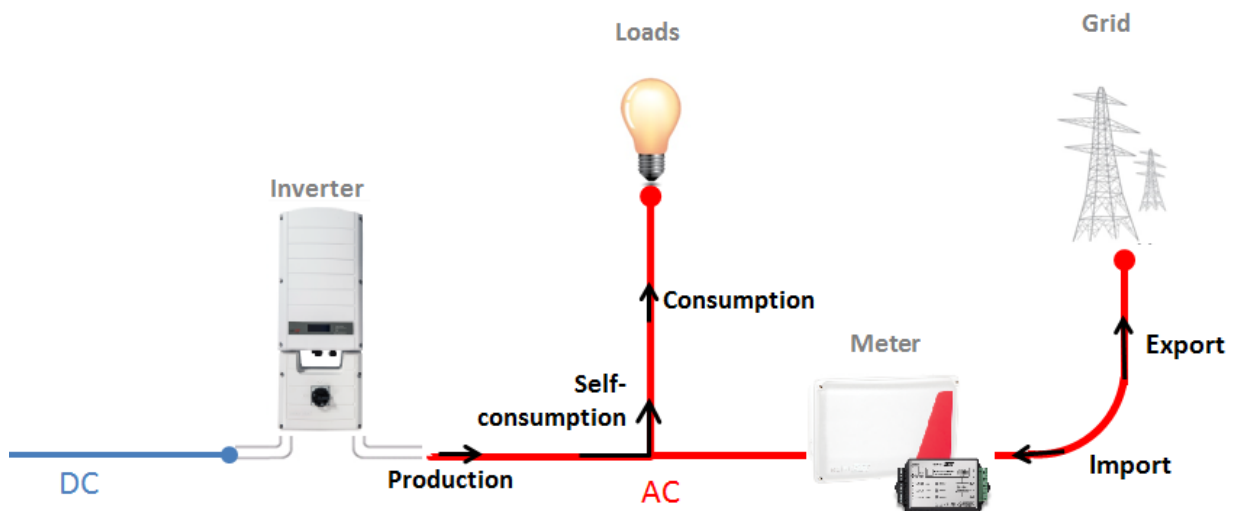 Loads
Grid
Inverter
Consumption
Meter
Export
Self-
consumption
Production
Import
DC
AC